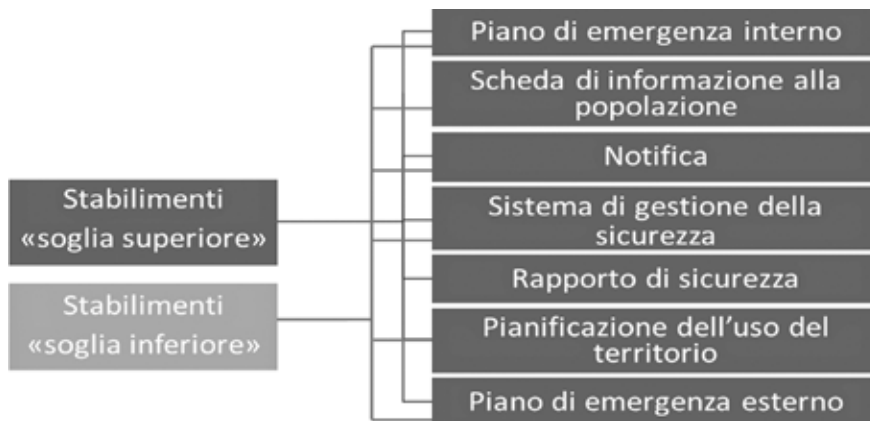 Stabilimenti
«soglia superiore»
Stabilimenti
«soglia inferiore»
Piano di emergenza interno
Scheda di informazione alla
popolazione
Notifica
Sistema di gestione della
sicurezza
Rapporto di sicurezza
Pianificazione dell’uso del
territorio
Piano di emergenza esterno